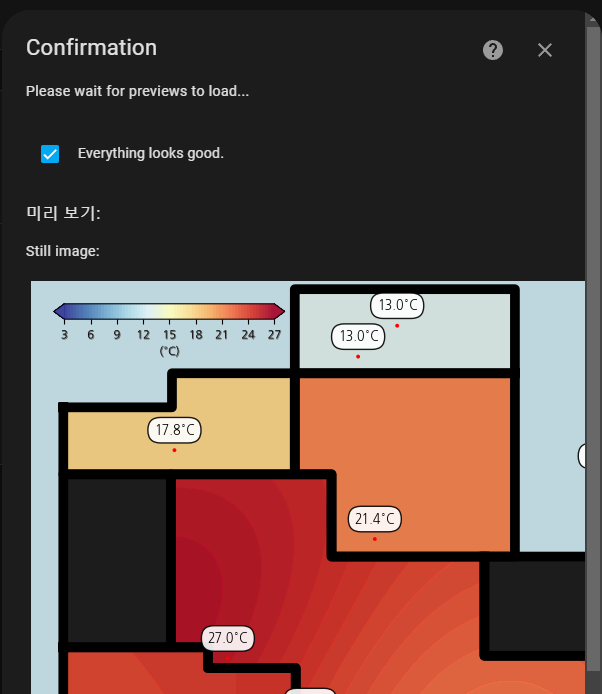 Confirmation
Please wait for previews to load...
Everything looks good.
미리 보기:
Still image:
3 6 9 12 15 18 21 24 27
(°C)
13.0°C
13.0°C
17.8°C
21.4°C
27.0°C